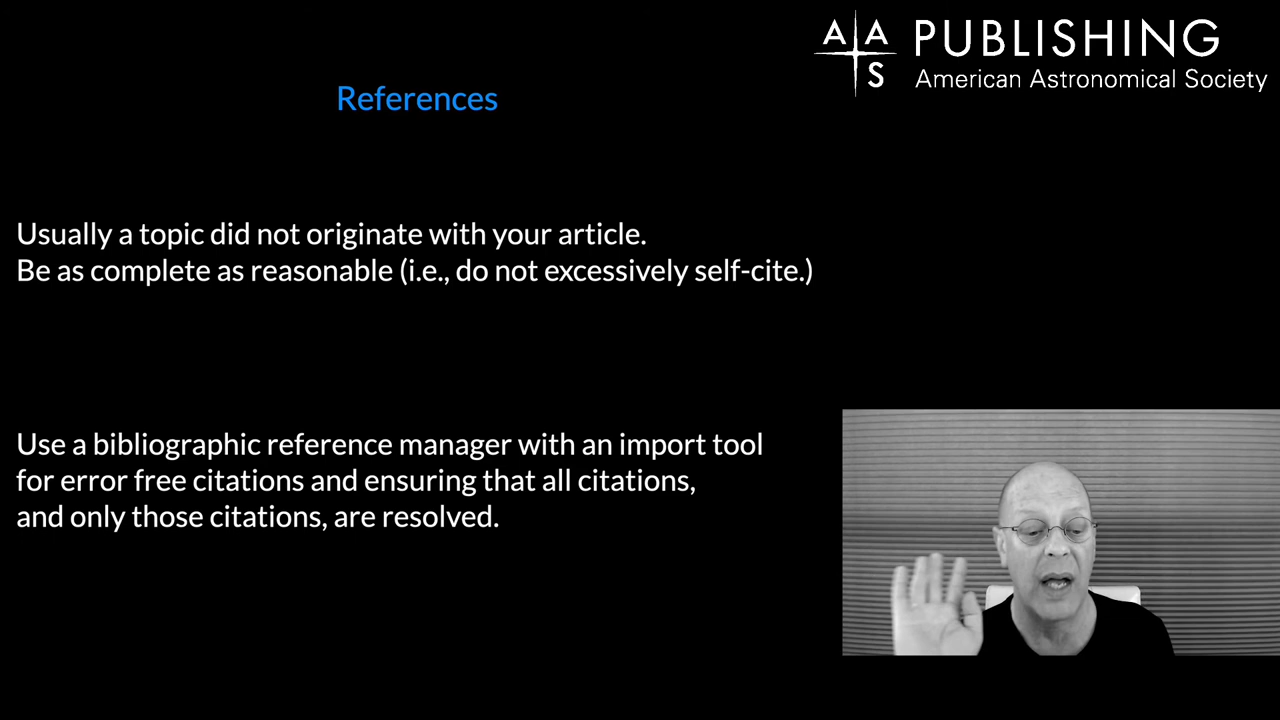 A A S
PUBLISHING
American Astronomical Society
References
Usually a topic did not originate with your article.
Be as complete as reasonable (i.e., do not excessively self-cite.)
Use a bibliographic reference manager with an import tool
for error free citations and ensuring that all citations,
and only those citations, are resolved.